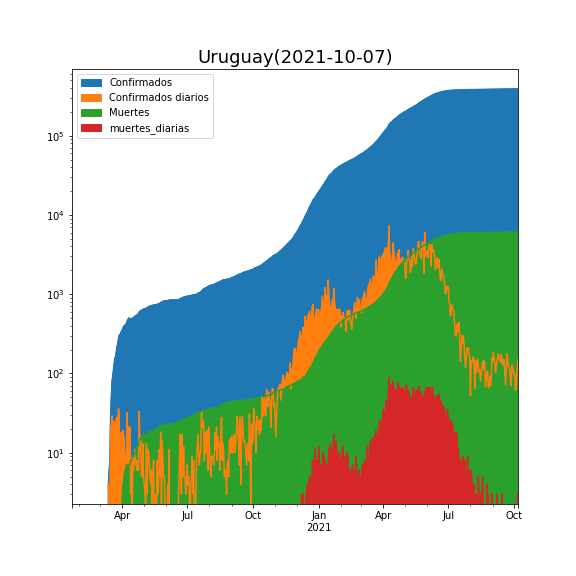 Uruguay(2021-10-07)
Confirmados
Confirmados diarios
Muertes
muertes_diarias
10^5
10^4
10^3
10^2
10^1
Apr Jul Oct Jan Apr Jul Oct
2021